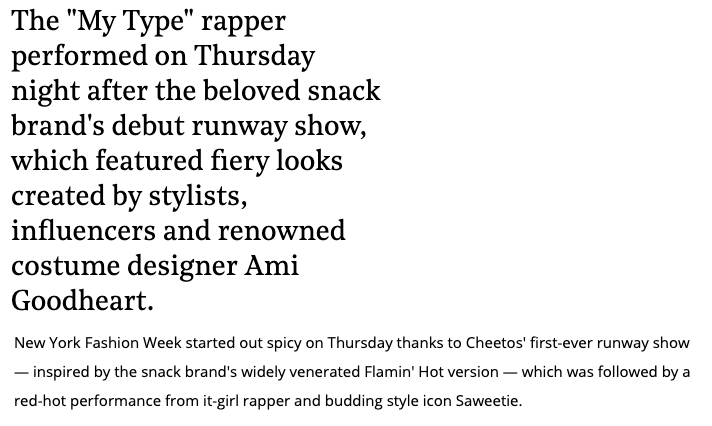 The "My Type" rapper
performed on Thursday
night after the beloved snack
brand's debut runway show,
which featured fiery looks
created by stylists,
influencers and renowned
costume designer Ami
Goodheart.
New York Fashion Week started out spicy on Thursday thanks to Cheetos' first-ever runway show
— inspired by the snack brand's widely venerated Flamin' Hot version — which was followed by a
red-hot performance from it-girl rapper and budding style icon Saweetie.